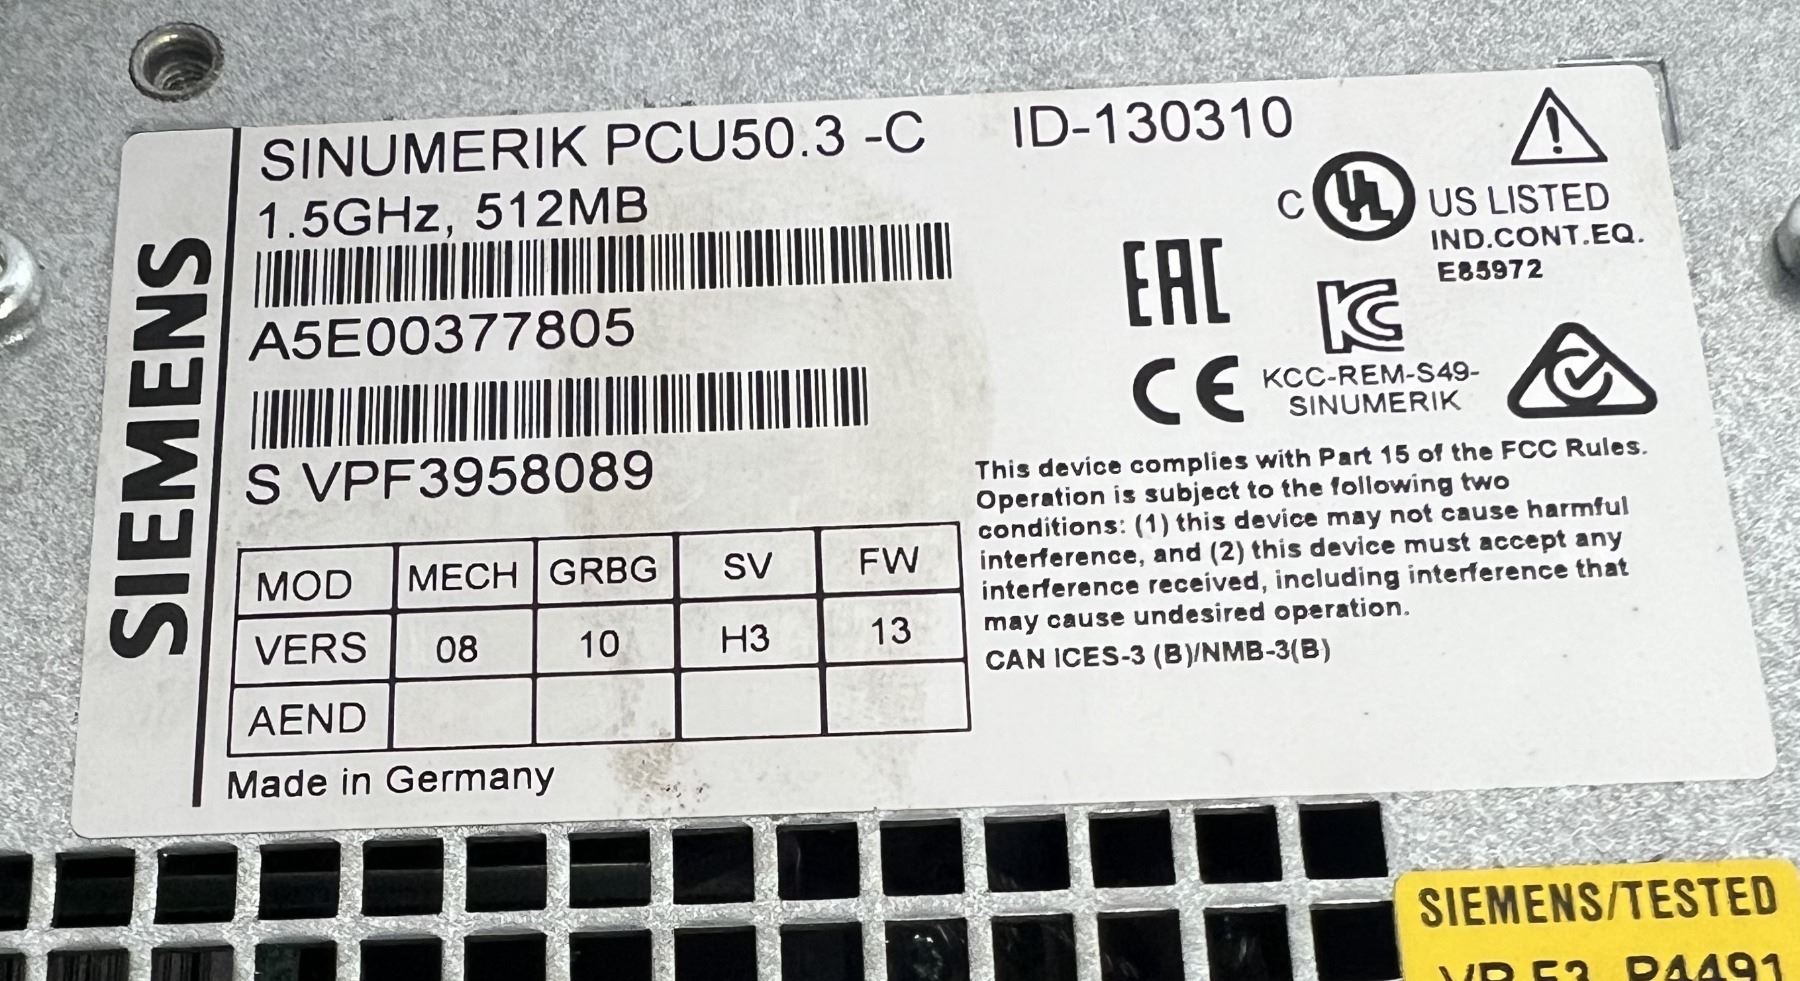 SIEMENS
SINUMERIK PCU50.3 -C ID-130310
1.5GHz, 512MB
A5E00377805
S VPF3958089
MOD MECH GRBG SV FW
VERS 08 10 H3 13
AEND
Made in Germany
C UL US LISTED
IND.CONT.EQ.
E85972
EAC
KC
CE
KCC-REM-S49-
SINUMERIK
This device complies with Part 15 of the FCC Rules.
Operation is subject to the following two
conditions: (1) this device may not cause harmful
interference, and (2) this device must accept any
interference received, including interference that
may cause undesired operation.
CAN ICES-3 (B)/NMB-3(B)
SIEMENS/TESTED